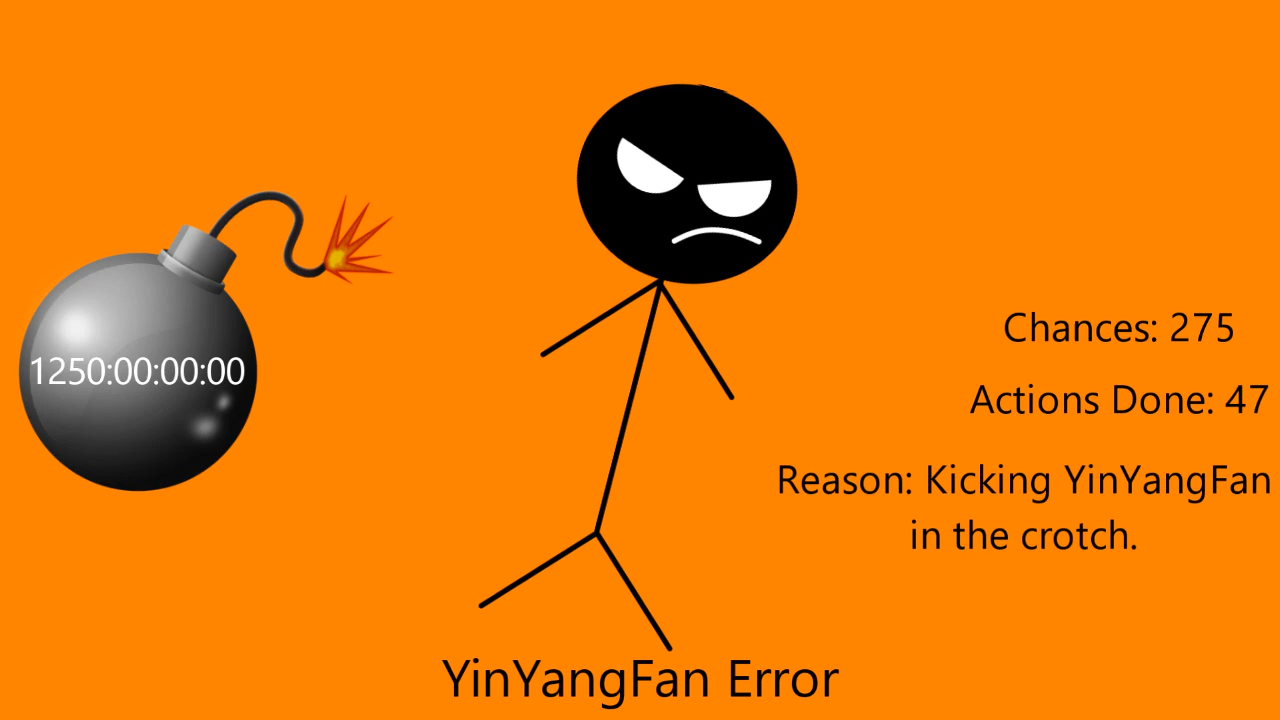 1250:00:00:00
Chances: 275
Actions Done: 47
Reason: Kicking YinYangFan
in the crotch.
YinYangFan Error